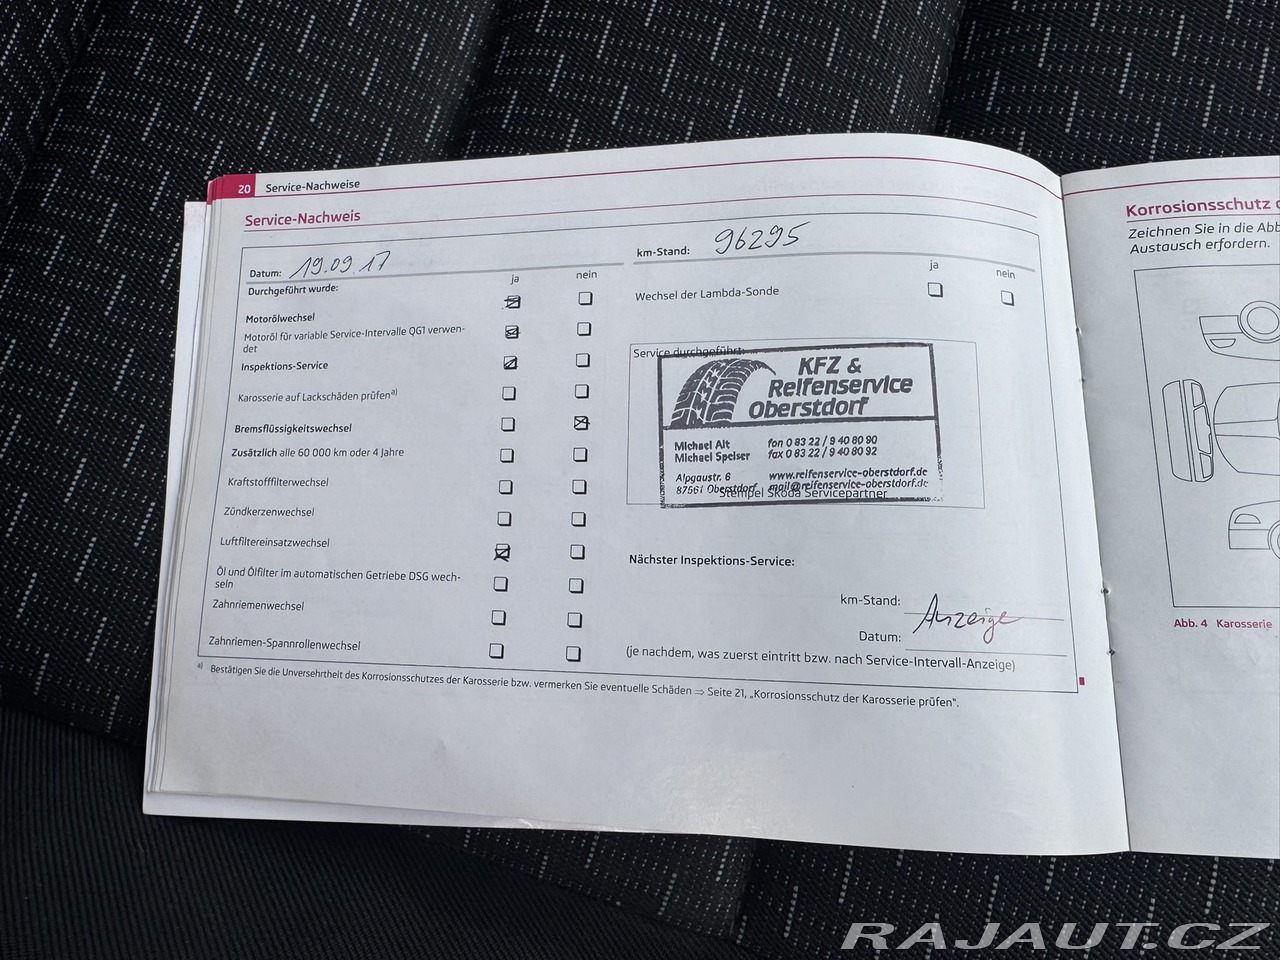 20 Service-Nachweise
Service-Nachweis
Datum: 19.09.17
km-Stand: 96295
Durchgeführt wurde:
ja nein
Motorölwechsel
Motoröl für variable Service-Intervalle QG1 verwen-
det
Inspektions-Service
Karosserie auf Lackschäden prüfen a)
Bremsflüssigkeitswechsel
Zusätzlich alle 60 000 km oder 4 Jahre
Kraftstofffilterwechsel
Zündkerzenwechsel
Luftfiltereinsatzwechsel
Öl und Ölfilter im automatischen Getriebe DSG wech-
seln
Zahnriemenwechsel
Zahnriemen-Spannrollenwechsel
ja nein
Wechsel der Lambda-Sonde
Service durchgeführt:
KFZ &
Reifenservice
Oberstdorf
Michael Alt
Michael Speiser
fon 0 83 22 / 9 40 80 90
fax 0 83 22 / 9 40 80 92
Alpgaustr. 6
87561 Oberstdorf
www.reifenservice-oberstdorf.de
mail@reifenservice-oberstdorf.de
Stempel Škoda Servicepartner
Nächster Inspektions-Service:
km-Stand:
Anzeige
Datum:
(je nachdem, was zuerst eintritt bzw. nach Service-Intervall-Anzeige)
a) Bestätigen Sie die Unversehrtheit des Korrosionsschutzes der Karosserie bzw. vermerken Sie eventuelle Schäden ⇒ Seite 21, „Korrosionsschutz der Karosserie prüfen“.
Korrosionsschutz
Zeichnen Sie in die Abb
Austausch erfordern.
Abb. 4 Karosserie
RAJAUT.CZ